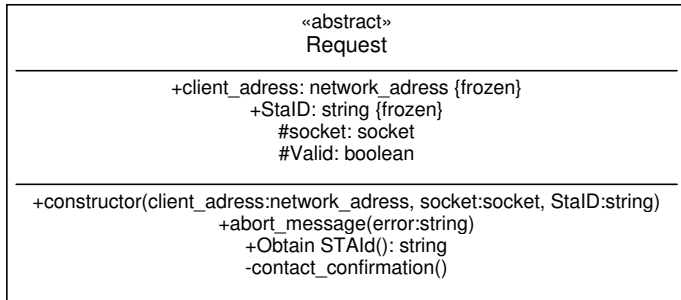 «abstract»
Request
+client_adress: network_adress {frozen}
+StaID: string {frozen}
#socket: socket
#Valid: boolean
+constructor(client_adress:network_adress, socket:socket, StaID:string)
+abort_message(error:string)
+Obtain STAId(): string
-contact_confirmation()